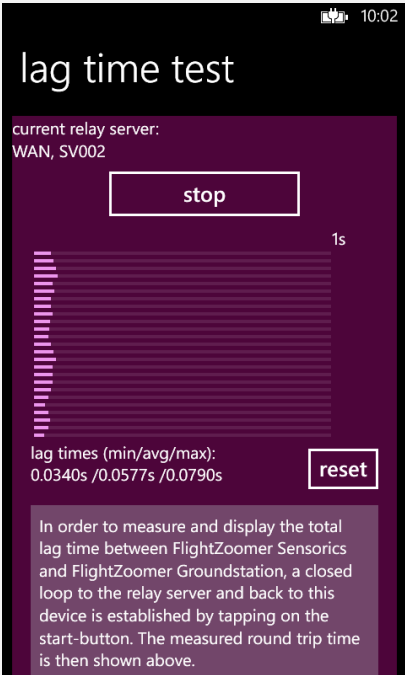 10:02
lag time test
current relay server:
WAN, SV002
stop
1s
lag times (min/avg/max):
0.0340s /0.0577s /0.0790s
reset
In order to measure and display the total
lag time between FlightZoomer Sensorics
and FlightZoomer Groundstation, a closed
loop to the relay server and back to this
device is established by tapping on the
start-button. The measured round trip time
is then shown above.